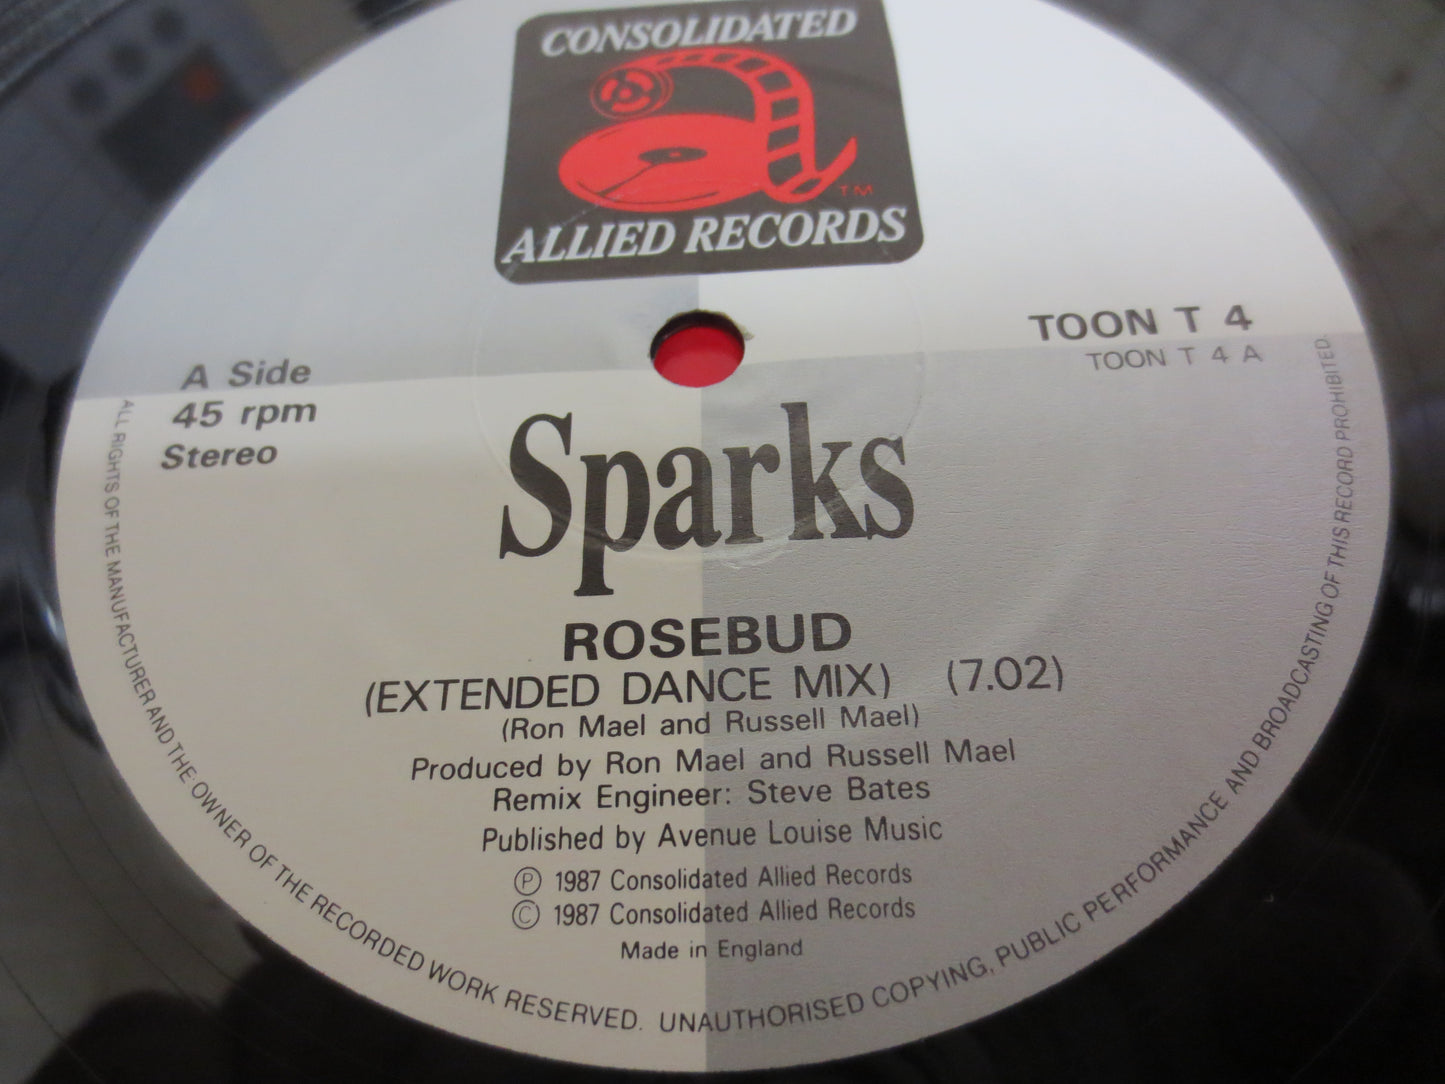 CONSOLIDATED
TM
ALLIED RECORDS
TOON T 4
TOON T 4 A
A Side
45 rpm
Stereo
Sparks
ROSEBUD
(EXTENDED DANCE MIX) (7.02)
(Ron Mael and Russell Mael)
Produced by Ron Mael and Russell Mael
Remix Engineer: Steve Bates
Published by Avenue Louise Music
Ⓟ 1987 Consolidated Allied Records
© 1987 Consolidated Allied Records
Made in England
ALL RIGHTS OF THE MANUFACTURER AND THE OWNER OF THE RECORDED WORK RESERVED. UNAUTHORISED COPYING, PUBLIC PERFORMANCE AND BROADCASTING OF THIS RECORD PROHIBITED.